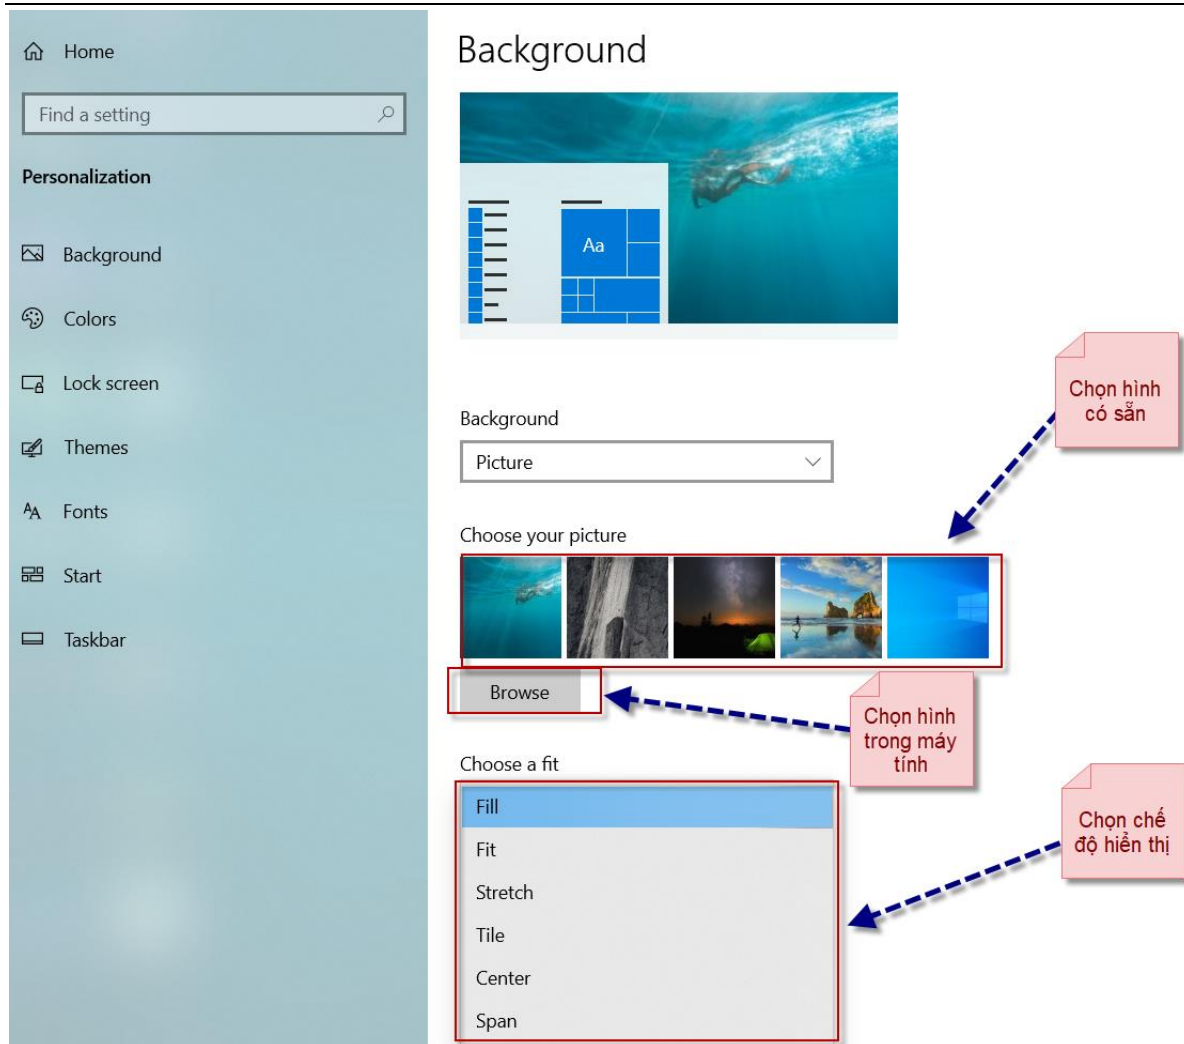 Home
Find a setting
Personalization
Background
Colors
Lock screen
Themes
Fonts
Start
Taskbar
Background
Aa
Background
Picture
Choose your picture
Chọn hình
có sẵn
Browse
Chọn hình
trong máy
tính
Choose a fit
Fill
Fit
Stretch
Tile
Center
Span
Chọn chế
độ hiển thị